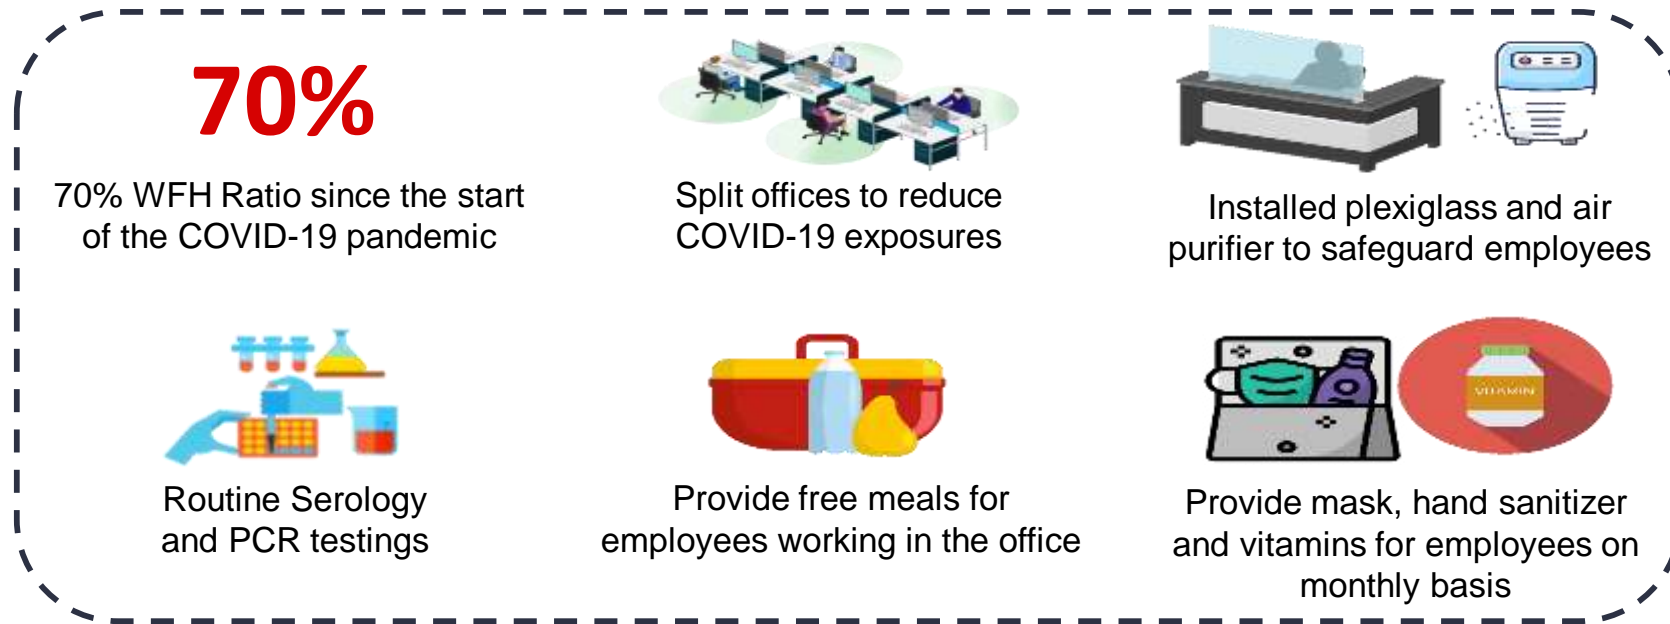 70%
70% WFH Ratio since the start
of the COVID-19 pandemic
Split offices to reduce
COVID-19 exposures
Installed plexiglass and air
purifier to safeguard employees
Routine Serology
and PCR testings
Provide free meals for
employees working in the office
VITAMIN
Provide mask, hand sanitizer
and vitamins for employees on
monthly basis